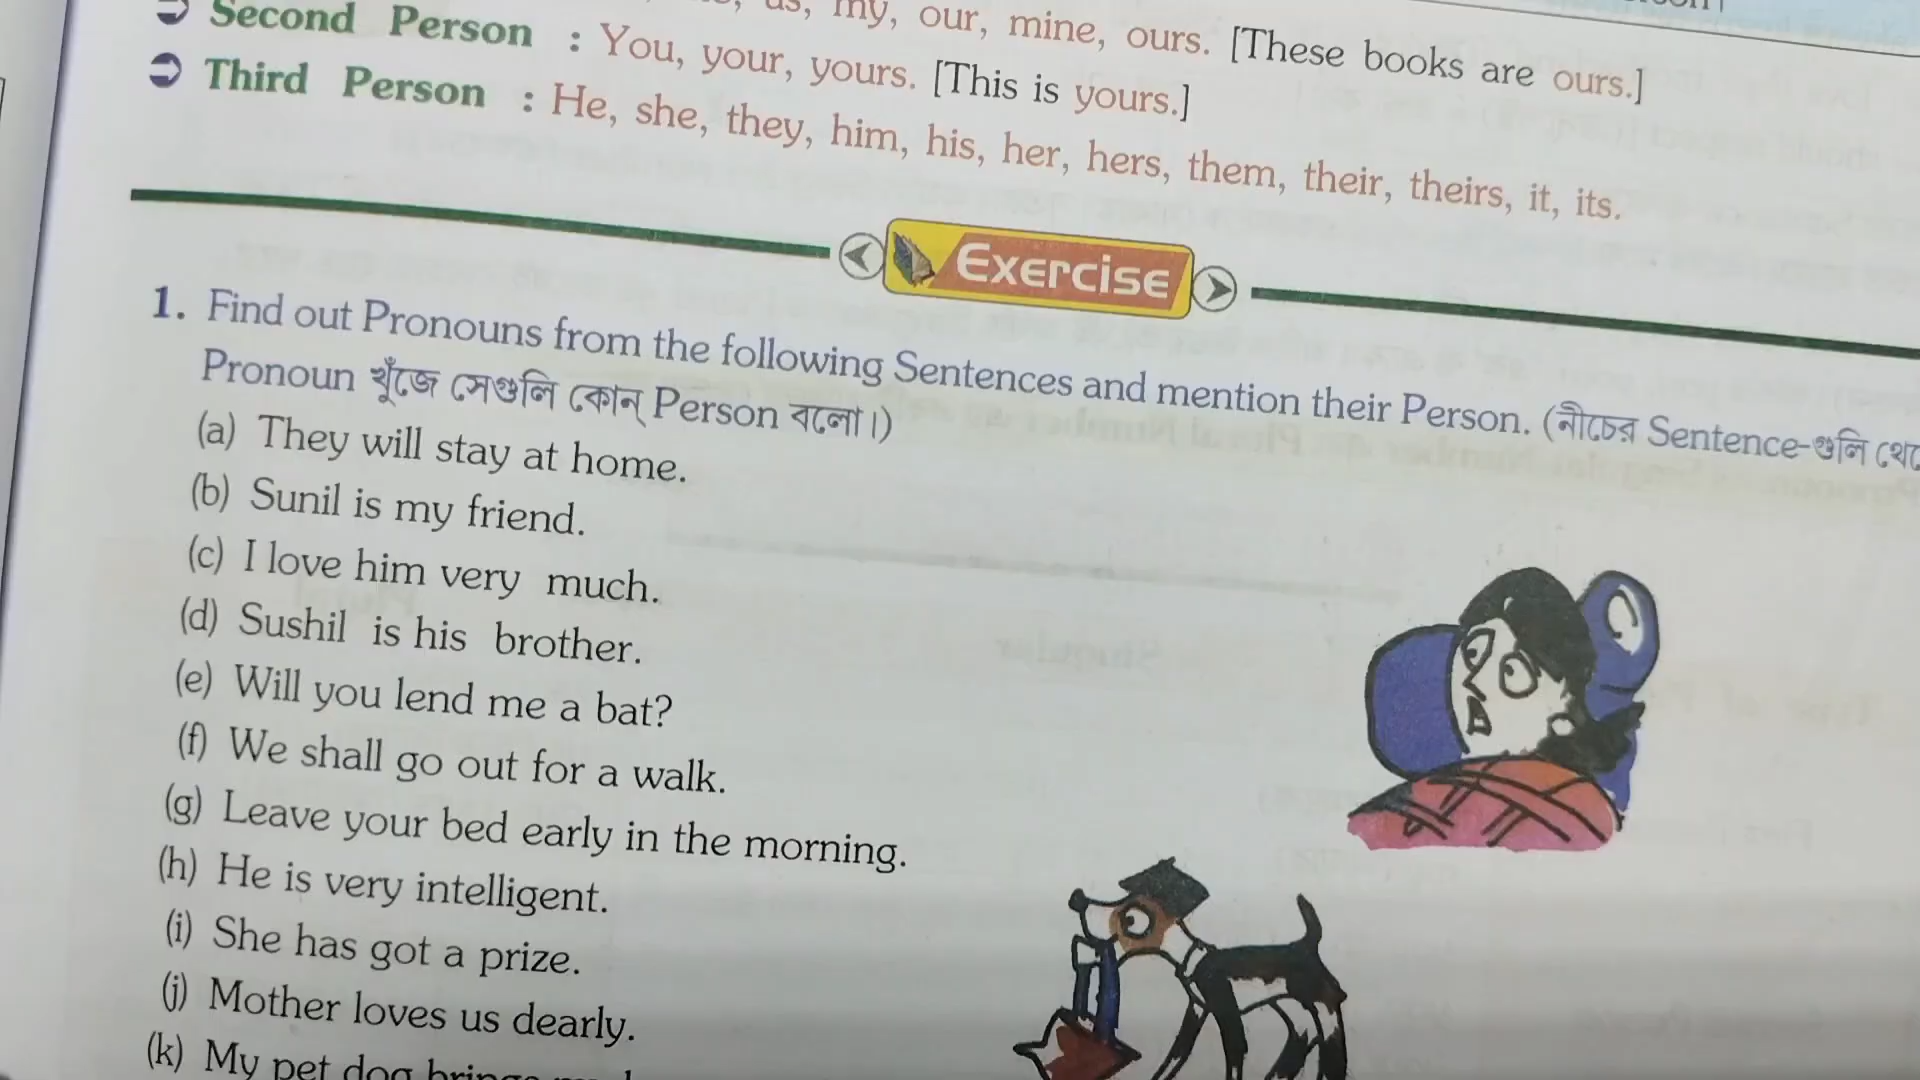 us, my, our, mine, ours. [These books are ours.]
Second Person : You, your, yours. [This is yours.]
Third Person : He, she, they, him, his, her, hers, them, their, theirs, it, its.
Exercise
1. Find out Pronouns from the following Sentences and mention their Person. (নীচের Sentence-গুলি
Pronoun খুঁজে সেগুলি কোন্ Person বলো।)
(a) They will stay at home.
(b) Sunil is my friend.
(c) I love him very much.
(d) Sushil is his brother.
(e) Will you lend me a bat?
(f) We shall go out for a walk.
(g) Leave your bed early in the morning.
(h) He is very intelligent.
(i) She has got a prize.
(j) Mother loves us dearly.
(k) My pet dog